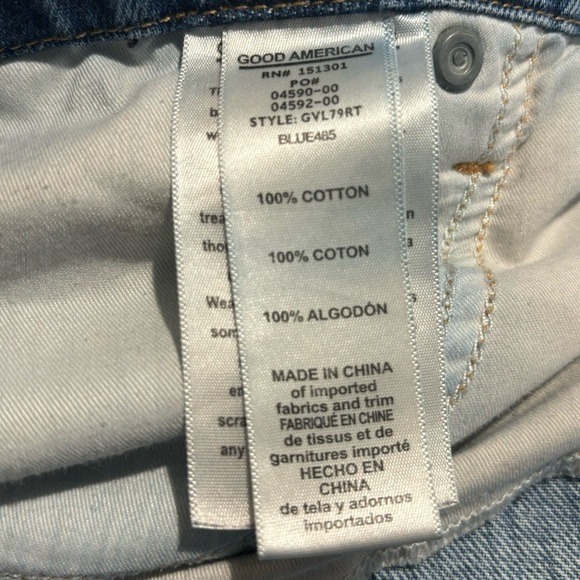 GOOD AMERICAN
RN# 151301
PO#
04590-00
04592-00
STYLE: GVL79RT
BLUE465
100% COTTON
100% COTON
100% ALGODÓN
MADE IN CHINA
of imported
fabrics and trim
FABRIQUÉ EN CHINE
de tissus et de
garnitures importé
HECHO EN
CHINA
de tela y adornos
importados